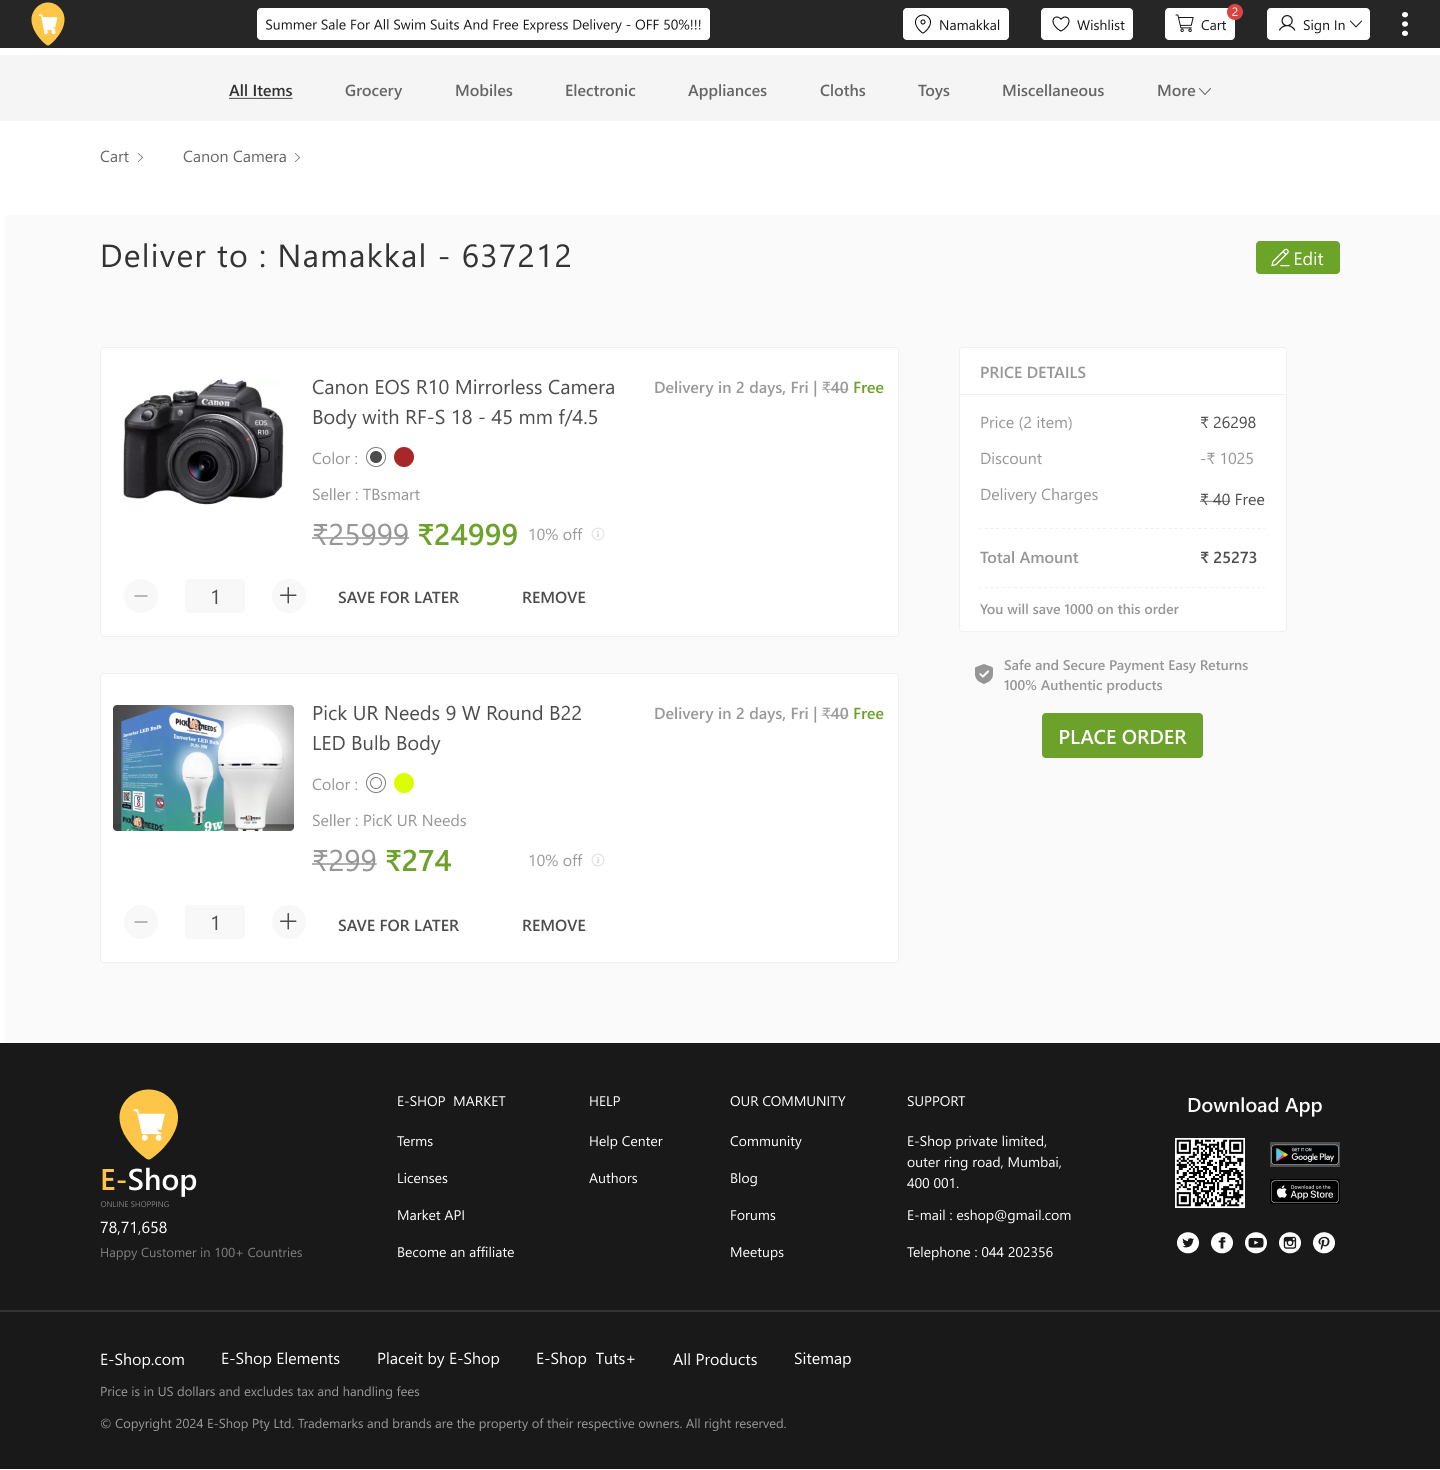 Summer Sale For All Swim Suits And Free Express Delivery - OFF 50%!!!
Namakkal
Wishlist
Cart
2
Sign In
All Items
Grocery
Mobiles
Electronic
Appliances
Cloths
Toys
Miscellaneous
More
Cart
Canon Camera
Deliver to : Namakkal - 637212
Edit
Canon
EOS
R10
Canon EOS R10 Mirrorless Camera
Body with RF-S 18 - 45 mm f/4.5
Delivery in 2 days, Fri | ₹40 Free
Color :
Seller : TBsmart
₹25999 ₹24999 10% off
1
SAVE FOR LATER
REMOVE
Inverter LED Bulb
9w
Pick UR Needs 9 W Round B22
LED Bulb Body
Delivery in 2 days, Fri | ₹40 Free
Color :
Seller : PicK UR Needs
₹299 ₹274 10% off
1
SAVE FOR LATER
REMOVE
PRICE DETAILS
Price (2 item) ₹ 26298
Discount -₹ 1025
Delivery Charges ₹ 40 Free
Total Amount ₹ 25273
You will save 1000 on this order
Safe and Secure Payment Easy Returns
100% Authentic products
PLACE ORDER
E-Shop
ONLINE SHOPPING
78,71,658
Happy Customer in 100+ Countries
E-SHOP MARKET
Terms
Licenses
Market API
Become an affiliate
HELP
Help Center
Authors
OUR COMMUNITY
Community
Blog
Forums
Meetups
SUPPORT
E-Shop private limited,
outer ring road, Mumbai,
400 001.
E-mail : eshop@gmail.com
Telephone : 044 202356
Download App
GET IT ON
Google Play
Download on the
App Store
E-Shop.com
E-Shop Elements
Placeit by E-Shop
E-Shop Tuts+
All Products
Sitemap
Price is in US dollars and excludes tax and handling fees
© Copyright 2024 E-Shop Pty Ltd. Trademarks and brands are the property of their respective owners. All right reserved.